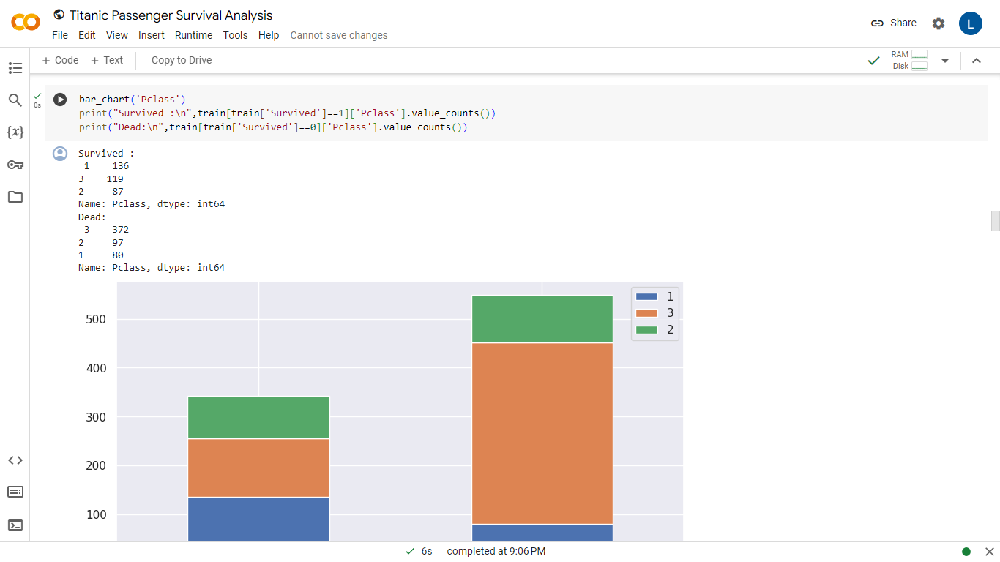 Titanic Passenger Survival Analysis
File Edit View Insert Runtime Tools Help Cannot save changes
Share
L
+ Code + Text Copy to Drive
RAM
Disk
0s
bar_chart('Pclass')
print("Survived :\n",train[train['Survived']==1]['Pclass'].value_counts())
print("Dead:\n",train[train['Survived']==0]['Pclass'].value_counts())
{x}
Survived :
 1    136
3    119
2     87
Name: Pclass, dtype: int64
Dead:
 3    372
2     97
1     80
Name: Pclass, dtype: int64
1
3
2
500
400
300
200
100
6s completed at 9:06 PM